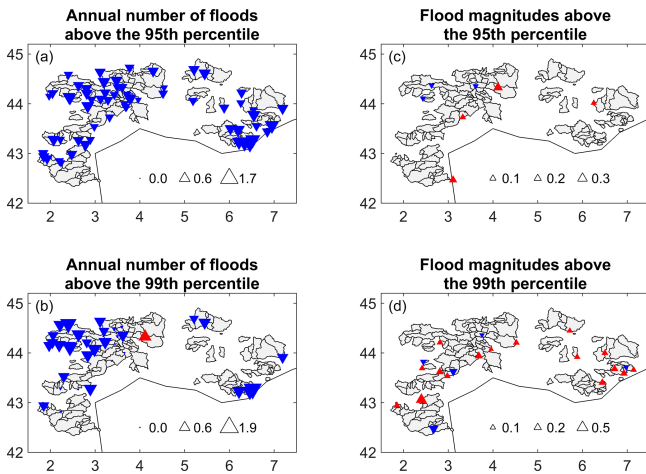 Annual number of floods
above the 95th percentile
(a)
45
44
43
42
2 3 4 5 6 7
0.0 0.6 1.7
Flood magnitudes above
the 95th percentile
(c)
45
44
43
42
2 3 4 5 6 7
0.1 0.2 0.3
Annual number of floods
above the 99th percentile
(b)
45
44
43
42
2 3 4 5 6 7
0.0 0.6 1.9
Flood magnitudes above
the 99th percentile
(d)
45
44
43
42
2 3 4 5 6 7
0.1 0.2 0.5